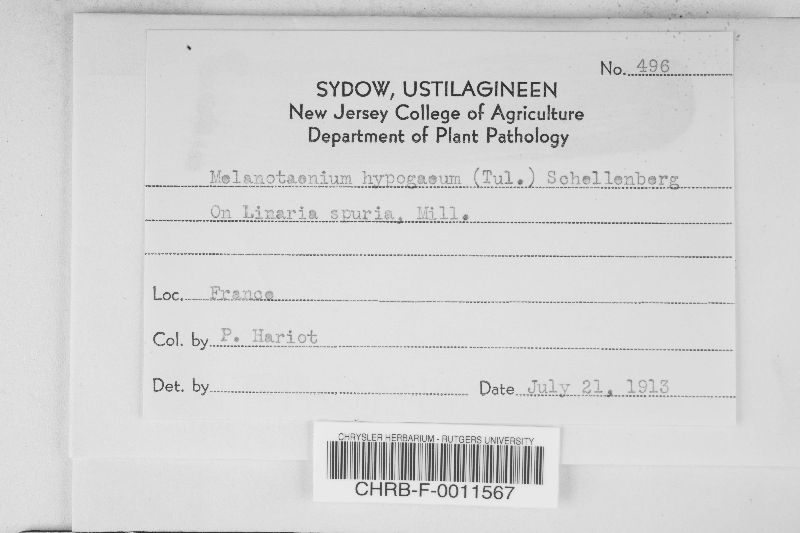 No. 496
SYDOW, USTILAGINEEN
New Jersey College of Agriculture
Department of Plant Pathology
Melanotaenium hypogaeum (Tul.) Schellenberg
On Linaria spuria, Mill.
Loc. France
Col. by P. Hariot
Det. by
Date July 21, 1913
CHRYSLER HERBARIUM - RUTGERS UNIVERSITY
CHRB-F-0011567